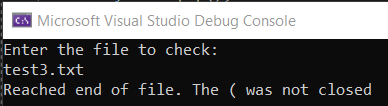 Microsoft Visual Studio Debug Console
Enter the file to check:
test3.txt
Reached end of file. The ( was not closed